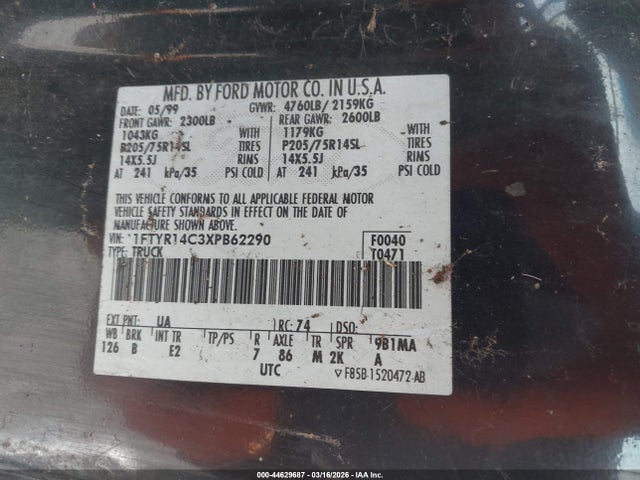 MFD. BY FORD MOTOR CO. IN U.S.A.
DATE: 05/99 GVWR: 4760LB/ 2159KG
FRONT GAWR: 2300LB REAR GAWR: 2600LB
1043KG WITH 1179KG WITH
P205/75R14SL TIRES P205/75R14SL TIRES
14X5.5J RIMS 14X5.5J RIMS
AT 241 kPa/35 PSI COLD AT 241 kPa/35 PSI COLD
THIS VEHICLE CONFORMS TO ALL APPLICABLE FEDERAL MOTOR
VEHICLE SAFETY STANDARDS IN EFFECT ON THE DATE OF
MANUFACTURE SHOWN ABOVE.
VIN: 1FTYR14C3XPB62290 F0040
TYPE: TRUCK T0471
EXT PNT: UA RC: 74 DSO:
WB BRK INT TR TP/PS R AXLE TR SPR 9B1MA
126 B E2 7 86 M 2K A
UTC F85B-1520472-AB
000-44629687 - 03/16/2026 - IAA Inc.